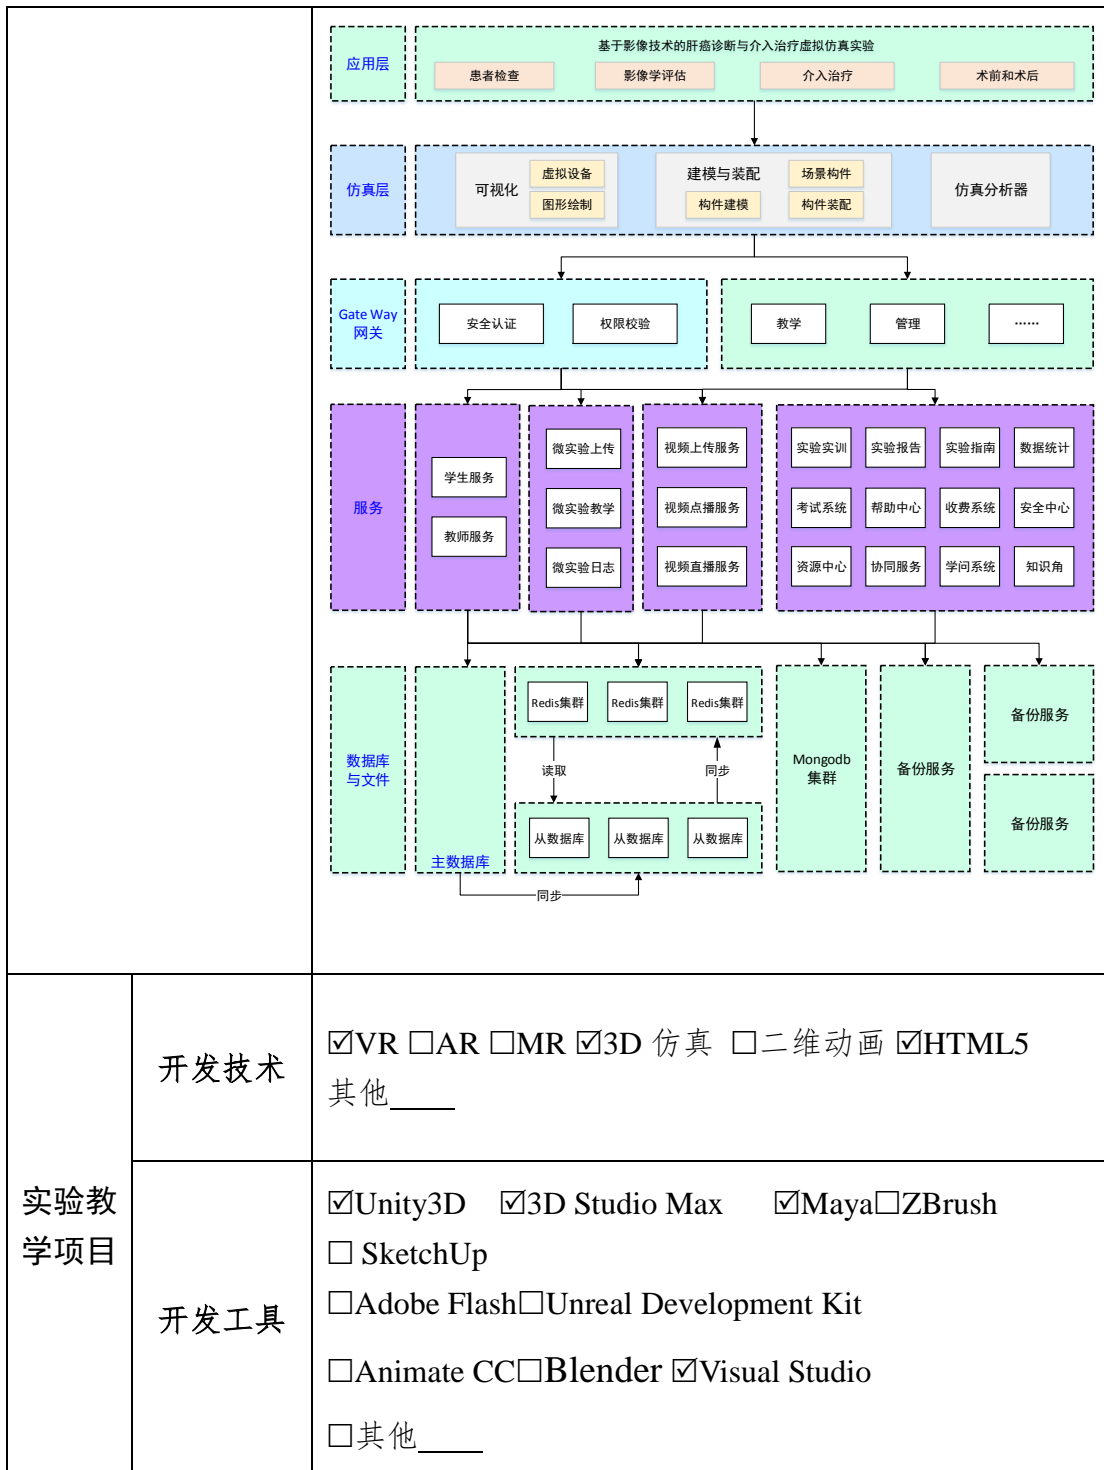 基于影像技术的肝癌诊断与介入治疗虚拟仿真实验
应用层
患者检查 影像学评估 介入治疗 术前和术后
仿真层
可视化
虚拟设备
图形绘制
建模与装配
场景构件
构件建模
构件装配
仿真分析器
Gate Way
网关
安全认证 权限校验
教学 管理 ……
服务
学生服务
教师服务
微实验上传
微实验教学
微实验日志
视频上传服务
视频点播服务
视频直播服务
实验实训 实验报告 实验指南 数据统计
考试系统 帮助中心 收费系统 安全中心
资源中心 协同服务 学问系统 知识角
数据库
与文件
主数据库
Redis集群 Redis集群 Redis集群
读取 同步
从数据库 从数据库 从数据库
同步
Mongodb
集群
备份服务
备份服务
备份服务
实验教
学项目
开发技术
☑VR ☐AR ☐MR ☑3D 仿真 ☐二维动画 ☑HTML5
其他____
开发工具
☑Unity3D ☑3D Studio Max ☑Maya☐ZBrush
☐ SketchUp
☐Adobe Flash☐Unreal Development Kit
☐Animate CC☐Blender ☑Visual Studio
☐其他____